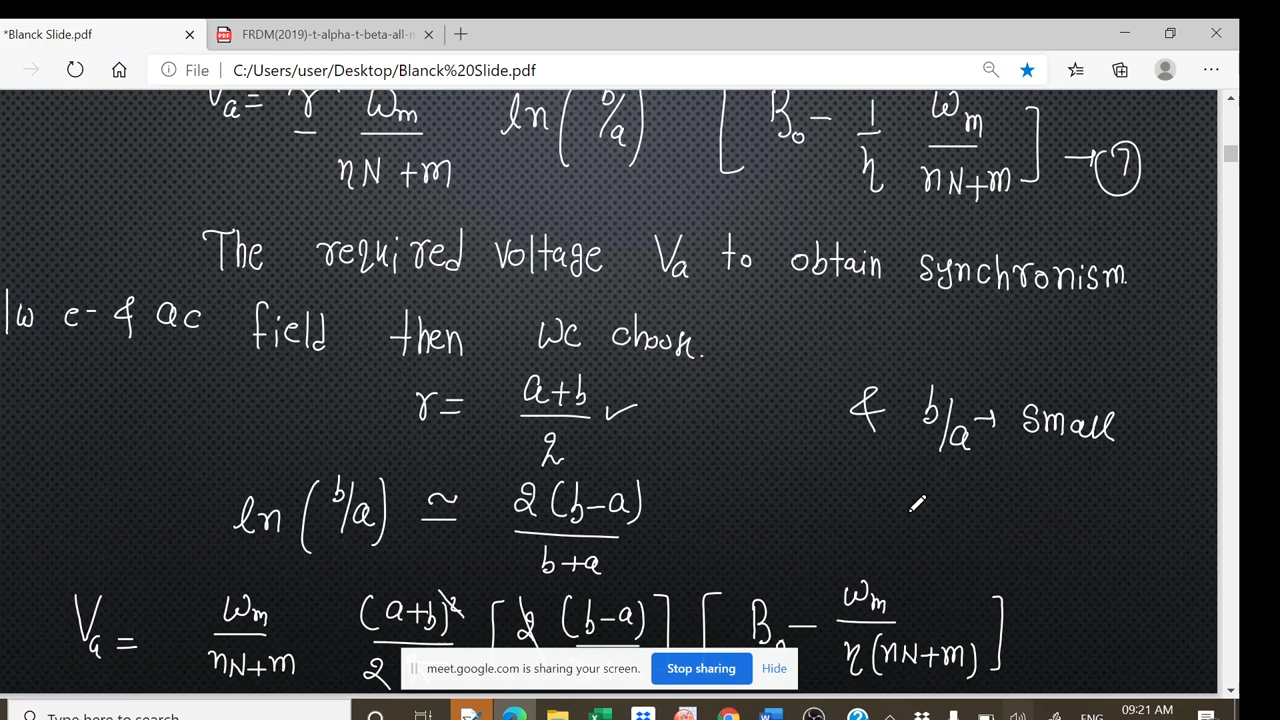 *Blanck Slide.pdf
FRDM(2019)-t-alpha-t-beta-all-n
File C:/Users/user/Desktop/Blanck%20Slide.pdf
Va = r ωm/(nN+m) ln(b/a) [B₀ - 1/η ωm/(nN+m)] → ⑦
The required voltage Va to obtain synchronism
b/w e- & ac field then we choose.
r = (a+b)/2 ✓ & b/a → small
ln(b/a) ≃ 2(b-a)/(b+a)
Va = ωm/(nN+m) (a+b)²/2 [2(b-a) [B₀ - ωm/(η(nN+m))]
meet.google.com is sharing your screen. Stop sharing Hide
Type here to search
ENG
09:21 AM